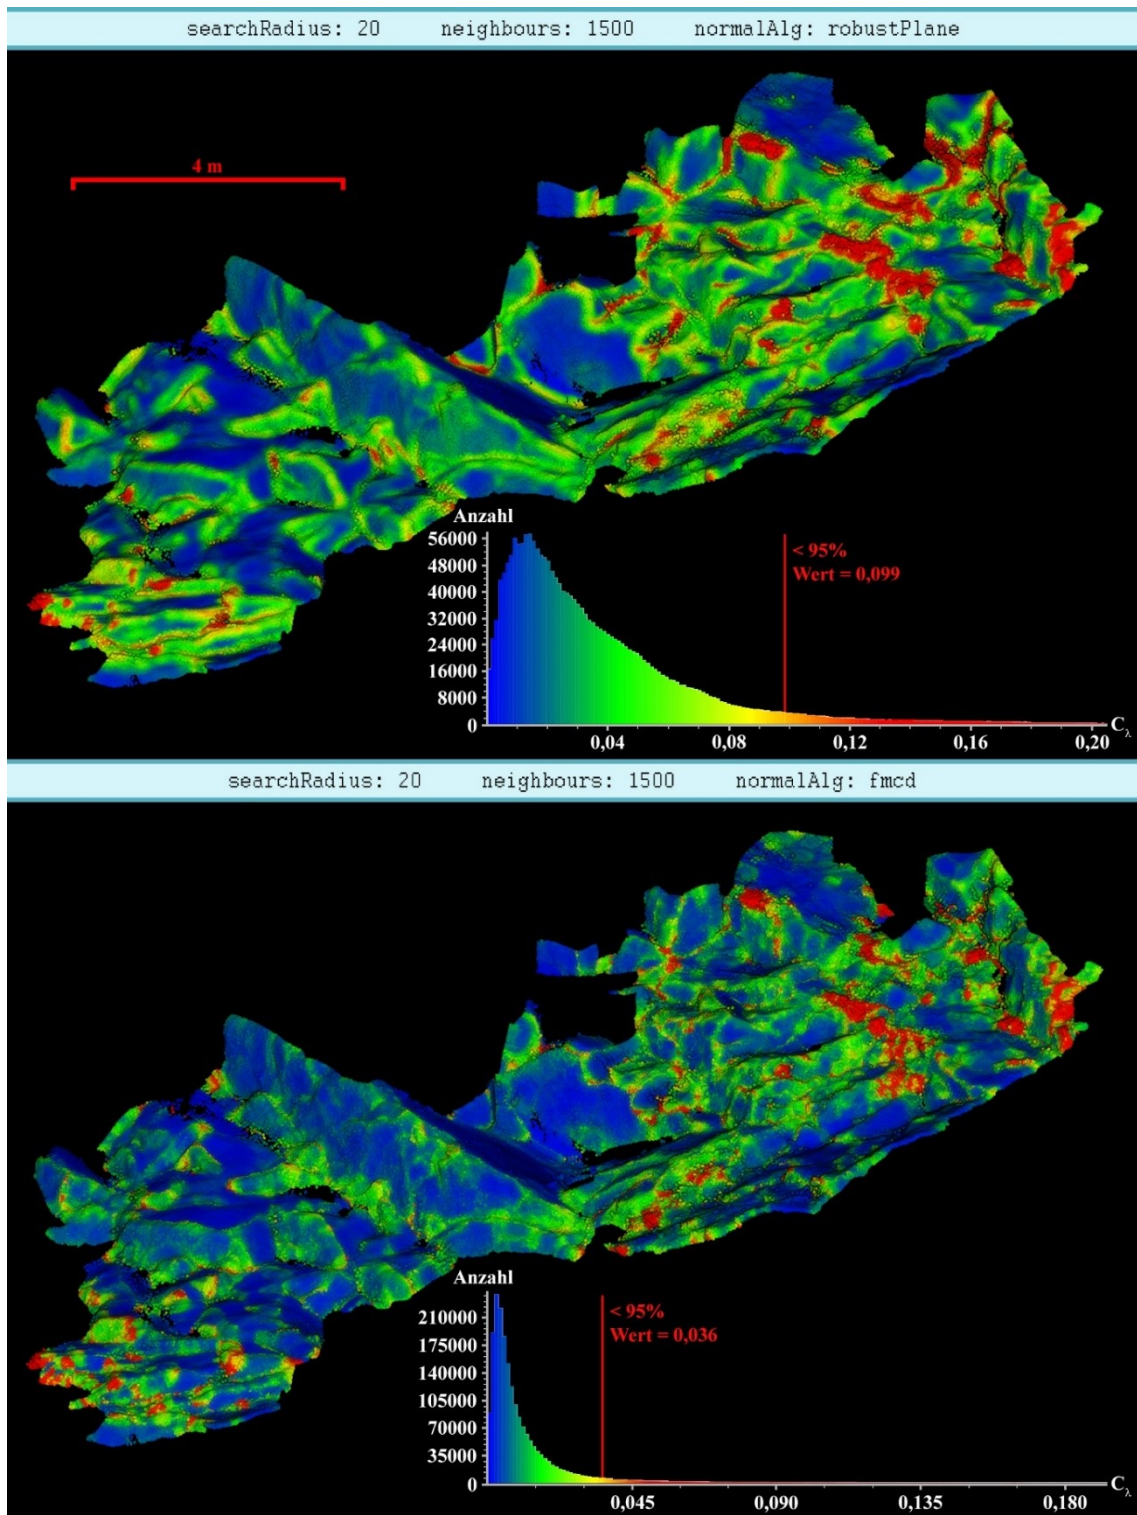 searchRadius: 20 neighbours: 1500 normalAlg: robustPlane
4 m
Anzahl
56000
48000
40000
32000
24000
16000
8000
0
< 95%
Wert = 0,099
0,04 0,08 0,12 0,16 0,20 Cλ
searchRadius: 20 neighbours: 1500 normalAlg: fmcd
Anzahl
210000
175000
140000
105000
70000
35000
0
< 95%
Wert = 0,036
0,045 0,090 0,135 0,180 Cλ